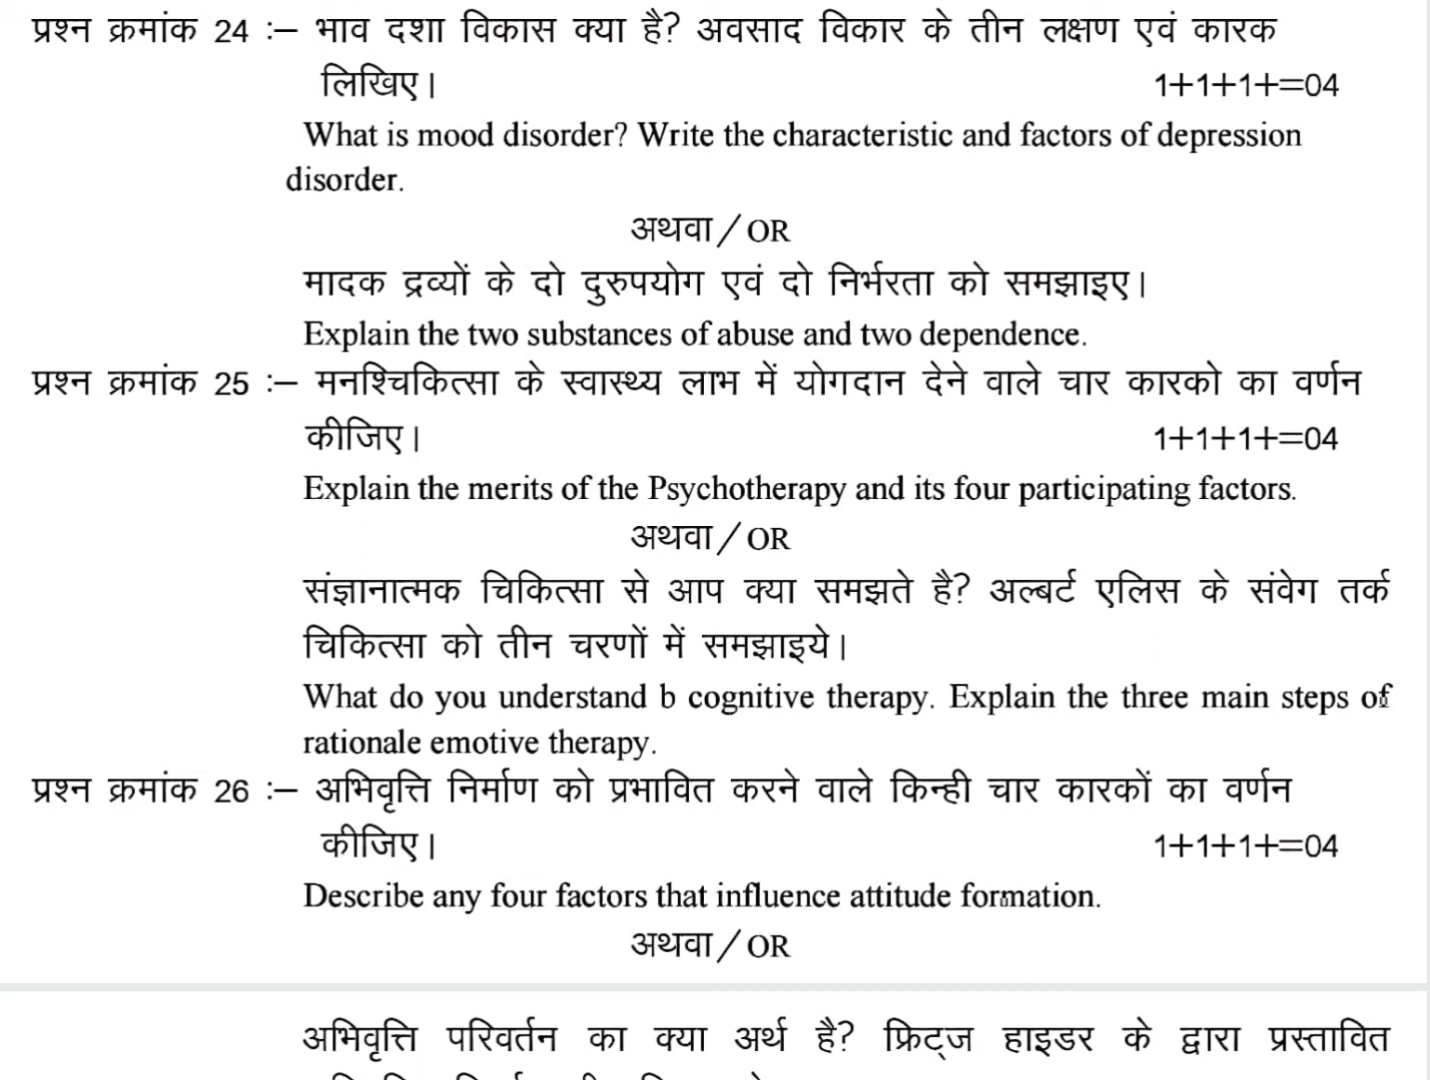 प्रश्न क्रमांक 24 :– भाव दशा विकास क्या है? अवसाद विकार के तीन लक्षण एवं कारक
लिखिए। 1+1+1+=04
What is mood disorder? Write the characteristic and factors of depression
disorder.
अथवा/OR
मादक द्रव्यों के दो दुरुपयोग एवं दो निर्भरता को समझाइए।
Explain the two substances of abuse and two dependence.
प्रश्न क्रमांक 25 :– मनश्चिकित्सा के स्वास्थ्य लाभ में योगदान देने वाले चार कारको का वर्णन
कीजिए। 1+1+1+=04
Explain the merits of the Psychotherapy and its four participating factors.
अथवा/OR
संज्ञानात्मक चिकित्सा से आप क्या समझते है? अल्बर्ट एलिस के संवेग तर्क
चिकित्सा को तीन चरणों में समझाइये।
What do you understand b cognitive therapy. Explain the three main steps of
rationale emotive therapy.
प्रश्न क्रमांक 26 :– अभिवृत्ति निर्माण को प्रभावित करने वाले किन्ही चार कारकों का वर्णन
कीजिए। 1+1+1+=04
Describe any four factors that influence attitude formation.
अथवा/OR
अभिवृत्ति परिवर्तन का क्या अर्थ है? फ्रिट्ज हाइडर के द्वारा प्रस्तावित